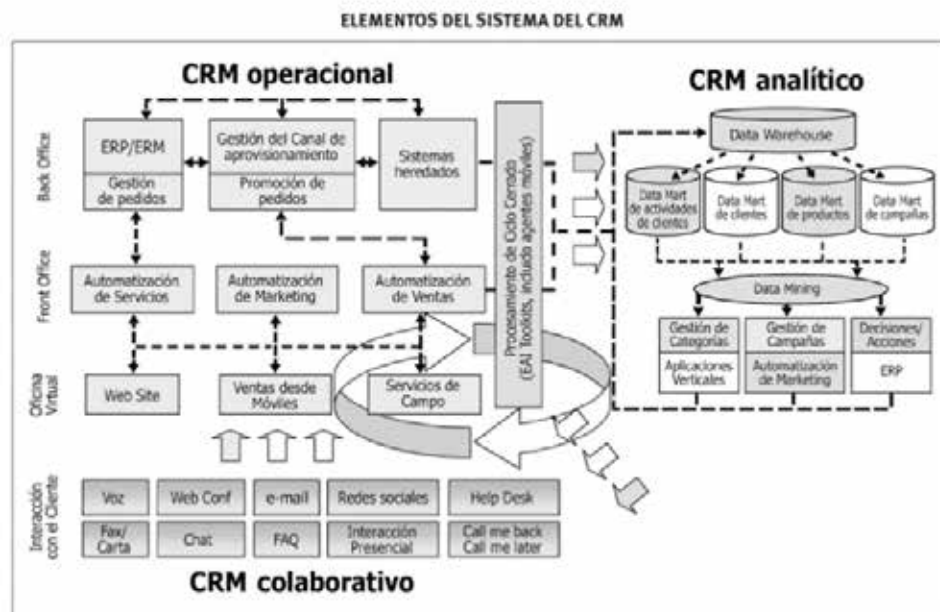 ELEMENTOS DEL SISTEMA DEL CRM
CRM operacional
CRM analítico
Back Office
ERP/ERM
Gestión
de pedidos
Gestión del Canal de
aprovisionamiento
Promoción de
pedidos
Sistemas
heredados
Front Office
Automatización
de Servicios
Automatización
de Marketing
Automatización
de Ventas
Oficina
Virtual
Web Site
Ventas desde
Móviles
Servicios de
Campo
Procesamiento de Ciclo Cerrado
(EAI Toolkits, incluido agentes móviles)
Data Warehouse
Data Mart
de actividades
de clientes
Data Mart
de clientes
Data Mart
de productos
Data Mart
de campañas
Data Mining
Gestión de
Categorías
Aplicaciones
Verticales
Gestión de
Campañas
Automatización
de Marketing
Decisiones/
Acciones
ERP
Interacción
con el Cliente
Voz
Web Conf
e-mail
Redes sociales
Help Desk
Fax/
Carta
Chat
FAQ
Interacción
Presencial
Call me back
Call me later
CRM colaborativo